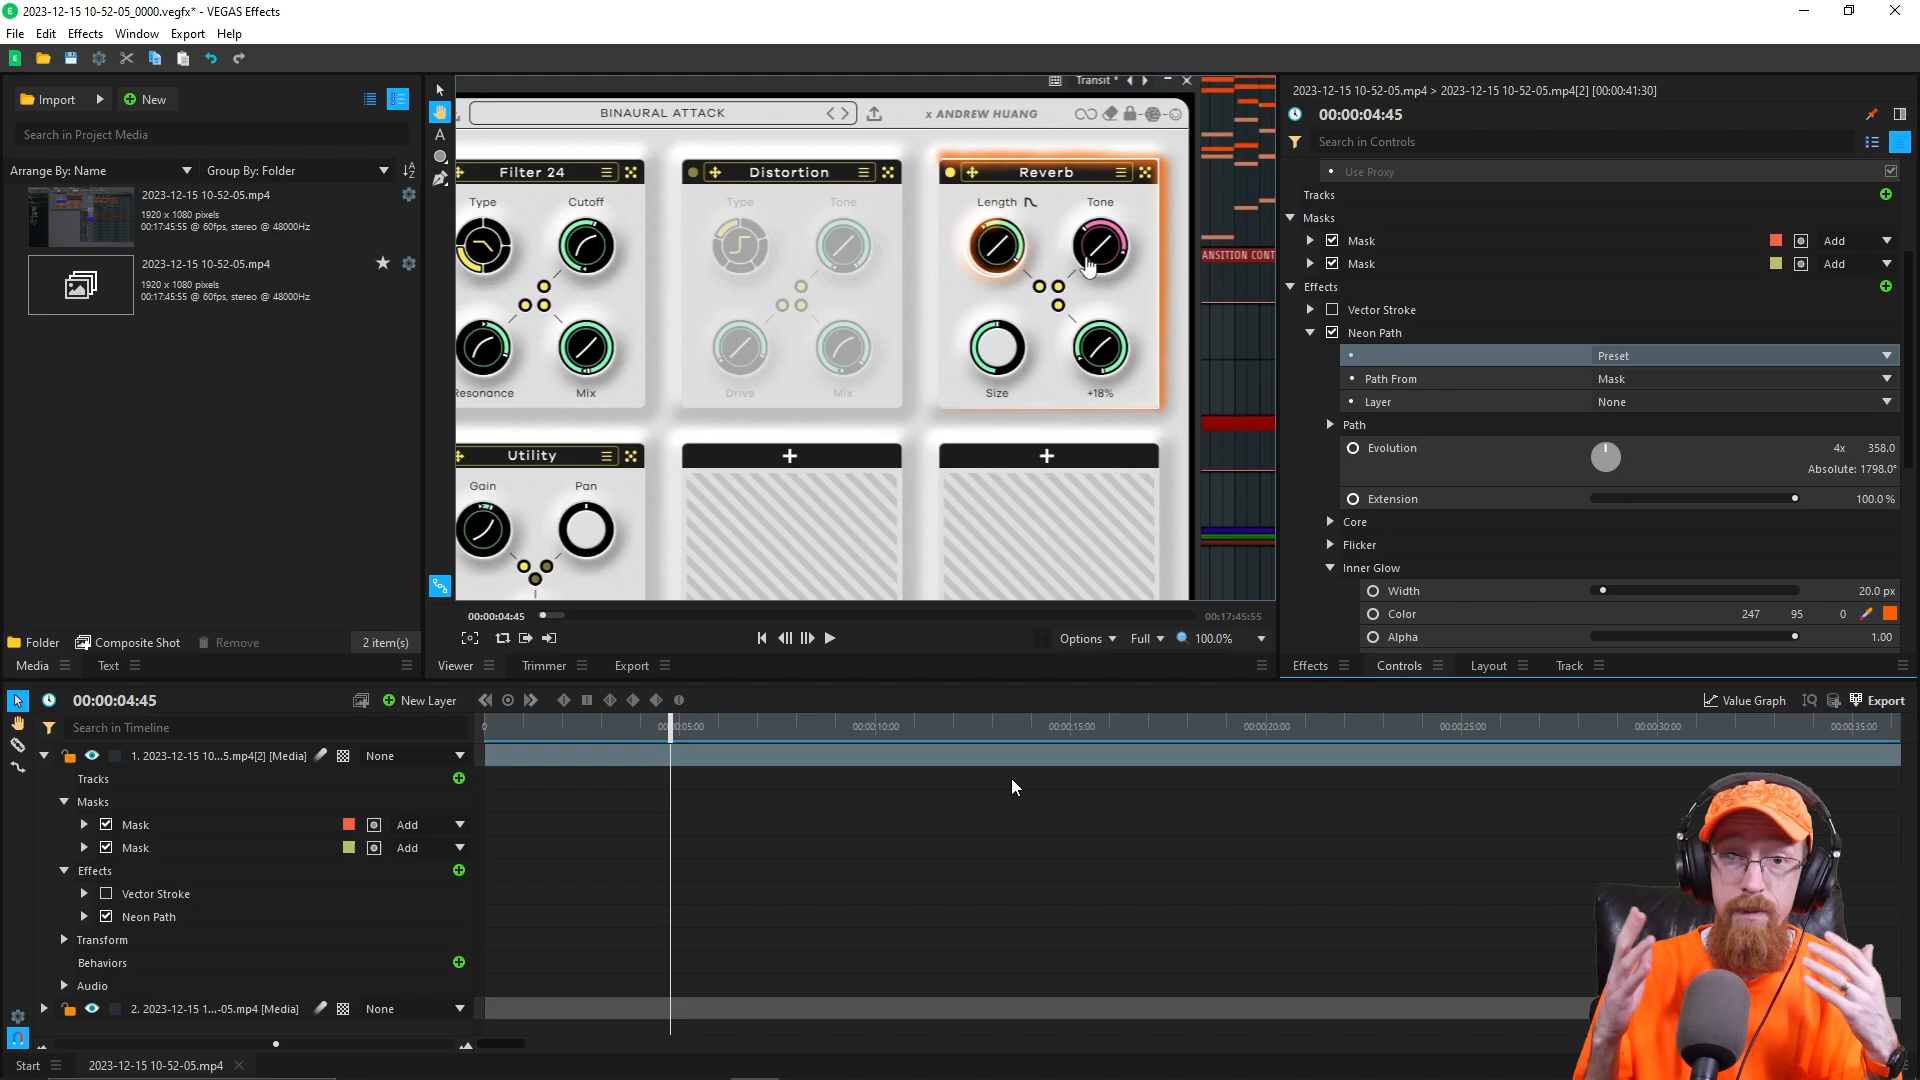 2023-12-15 10-52-05_0000.vegfx* - VEGAS Effects
File Edit Effects Window Help Export Help
Import New
Search in Project Media
Arrange By: Name Group By: Folder
2023-12-15 10-52-05.mp4
1920 x 1080 pixels
00:17:45:55 @ 60fps, stereo @ 48000Hz
2023-12-15 10-52-05.mp4
1920 x 1080 pixels
00:17:45:55 @ 60fps, stereo @ 48000Hz
Folder Composite Shot Remove 2 item(s)
Media Text
Transit *
BINAURAL ATTACK x ANDREW HUANG
Filter 24 Distortion Reverb
Type Cutoff Type Tone Length Tone
ANSITION CONT
Resonance Mix Drive Mix Size +18%
Utility + +
Gain Pan
00:00:04:45 00:17:45:55
Options Full 100.0%
Viewer Trimmer Export
2023-12-15 10-52-05.mp4 > 2023-12-15 10-52-05.mp4[2] [00:00:41:30]
00:00:04:45
Search in Controls
Use Proxy
Tracks
Masks
Mask Add
Mask Add
Effects
Vector Stroke
Neon Path
Preset
Path From Mask
Layer None
Path
Evolution 4x 358.0
Absolute: 1798.0°
Extension 100.0 %
Core
Flicker
Inner Glow
Width 20.0 px
Color 247 95 0
Alpha 1.00
Effects Controls Layout Track
00:00:04:45 New Layer Value Graph Export
Search in Timeline
0 00:00:05:00 00:00:10:00 00:00:15:00 00:00:20:00 00:00:25:00 00:00:30:00 00:00:35:00
1. 2023-12-15 10...5.mp4[2] [Media] None
Tracks
Masks
Mask Add
Mask Add
Effects
Vector Stroke
Neon Path
Transform
Behaviors
Audio
2. 2023-12-15 1...-05.mp4 [Media] None
Start 2023-12-15 10-52-05.mp4